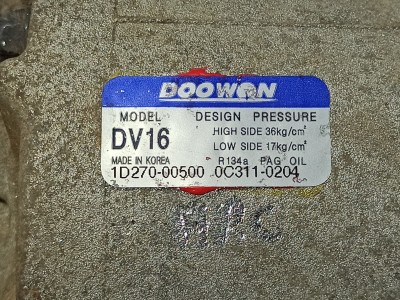 DOOWON
MODEL DESIGN PRESSURE
DV16 HIGH SIDE 36kg/cm²
LOW SIDE 17kg/cm²
MADE IN KOREA R134a PAG OIL
1D270-00500 0C311-0204